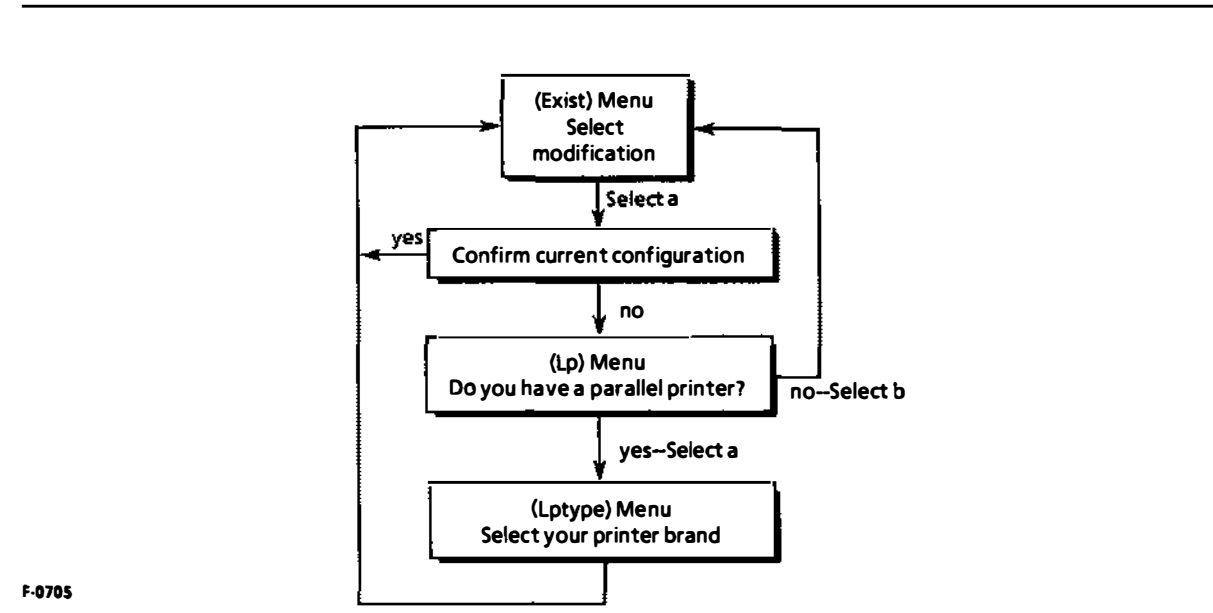 (Exist) Menu
Select
modification
Select a
yes
Confirm current configuration
no
(Lp) Menu
Do you have a parallel printer?
no--Select b
yes--Select a
(Lptype) Menu
Select your printer brand
F-0705